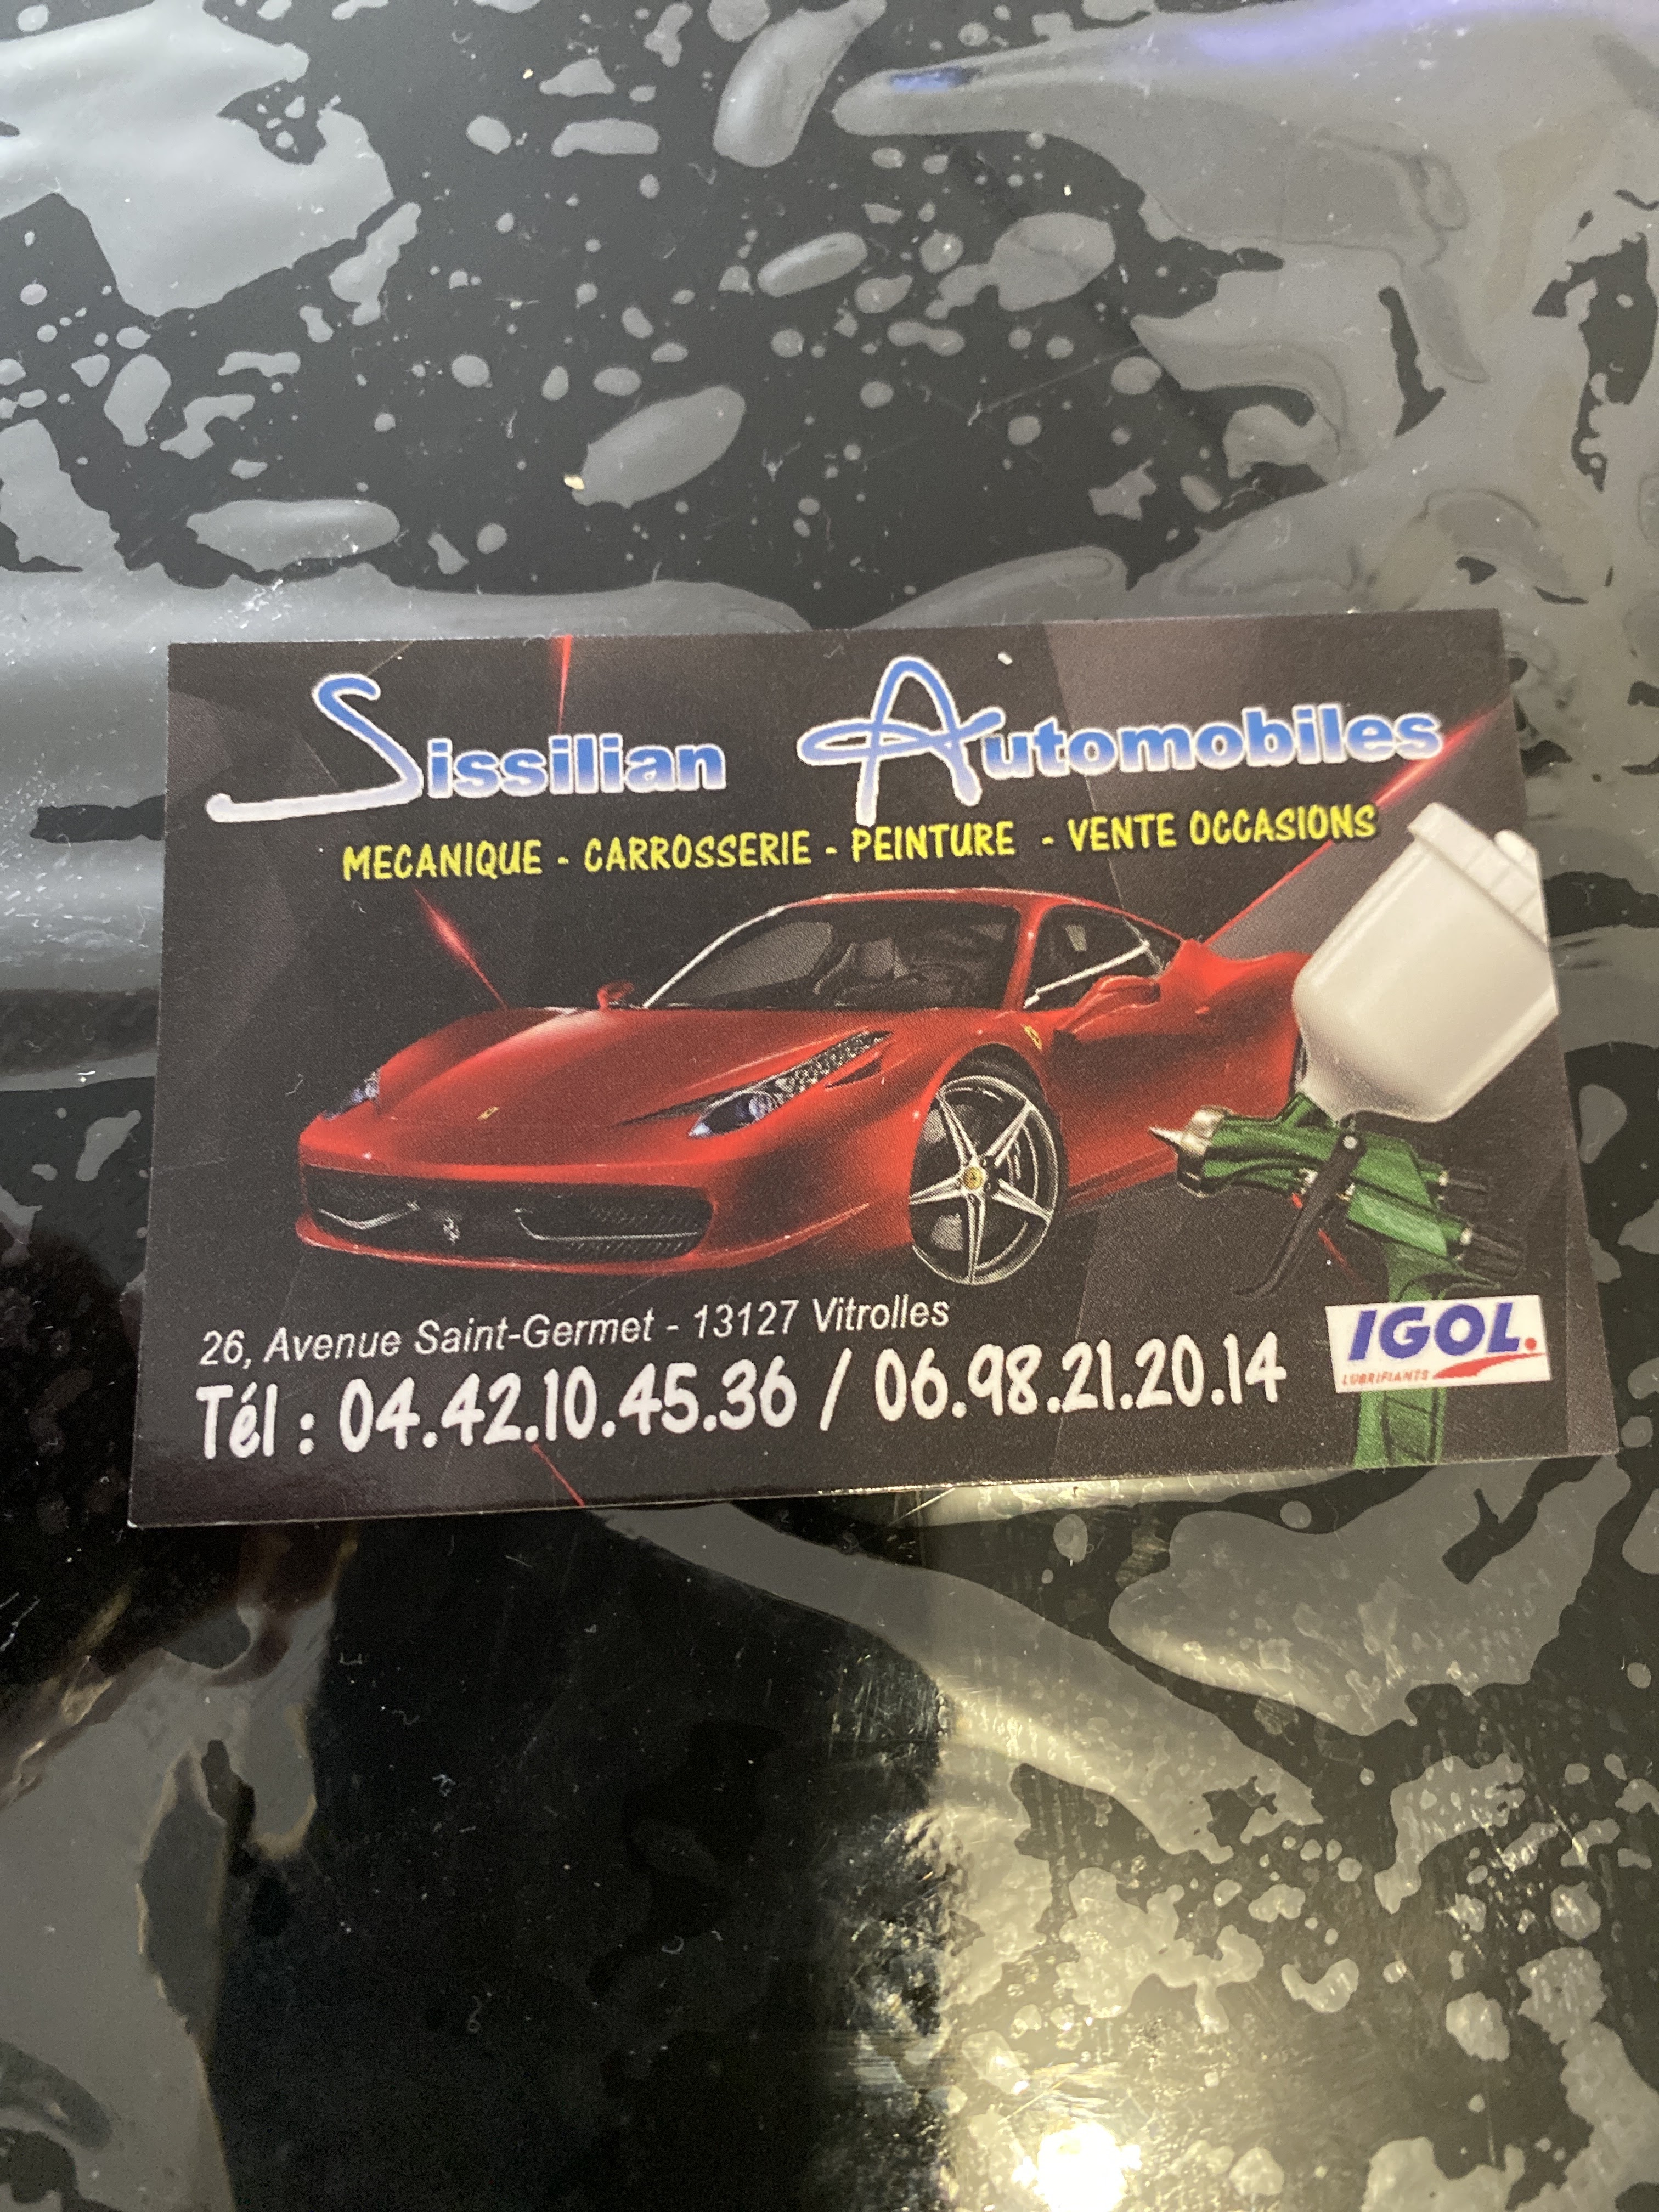 Sissilian Automobiles
MECANIQUE - CARROSSERIE - PEINTURE - VENTE OCCASIONS
26, Avenue Saint-Germet - 13127 Vitrolles
Tél : 04.42.10.45.36 / 06.98.21.20.14
IGOL.
LUBRIFIANTS